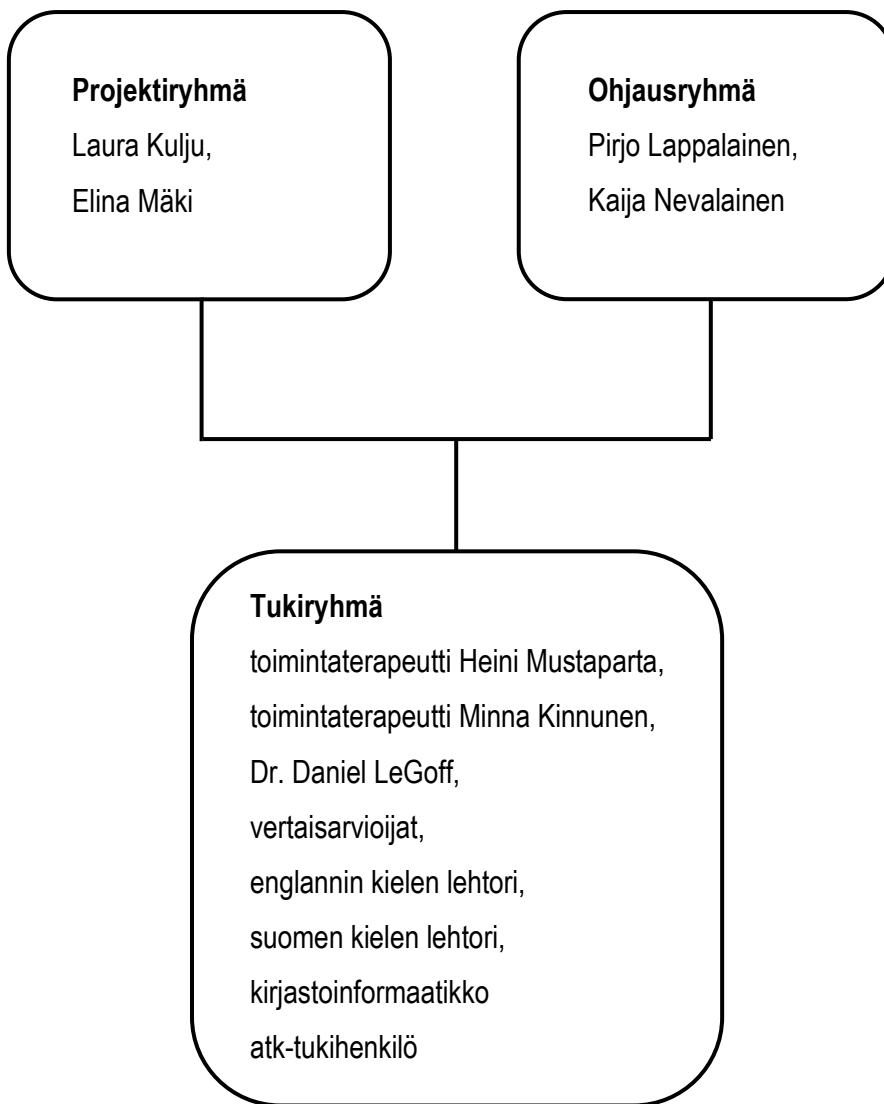 Projektiryhmä
Laura Kulju,
Elina Mäki
Ohjausryhmä
Pirjo Lappalainen,
Kaija Nevalainen
Tukiryhmä
toimintaterapeutti Heini Mustaparta,
toimintaterapeutti Minna Kinnunen,
Dr. Daniel LeGoff,
vertaisarvioijat,
englannin kielen lehtori,
suomen kielen lehtori,
kirjastoinformaatikko
atk-tukihenkilö